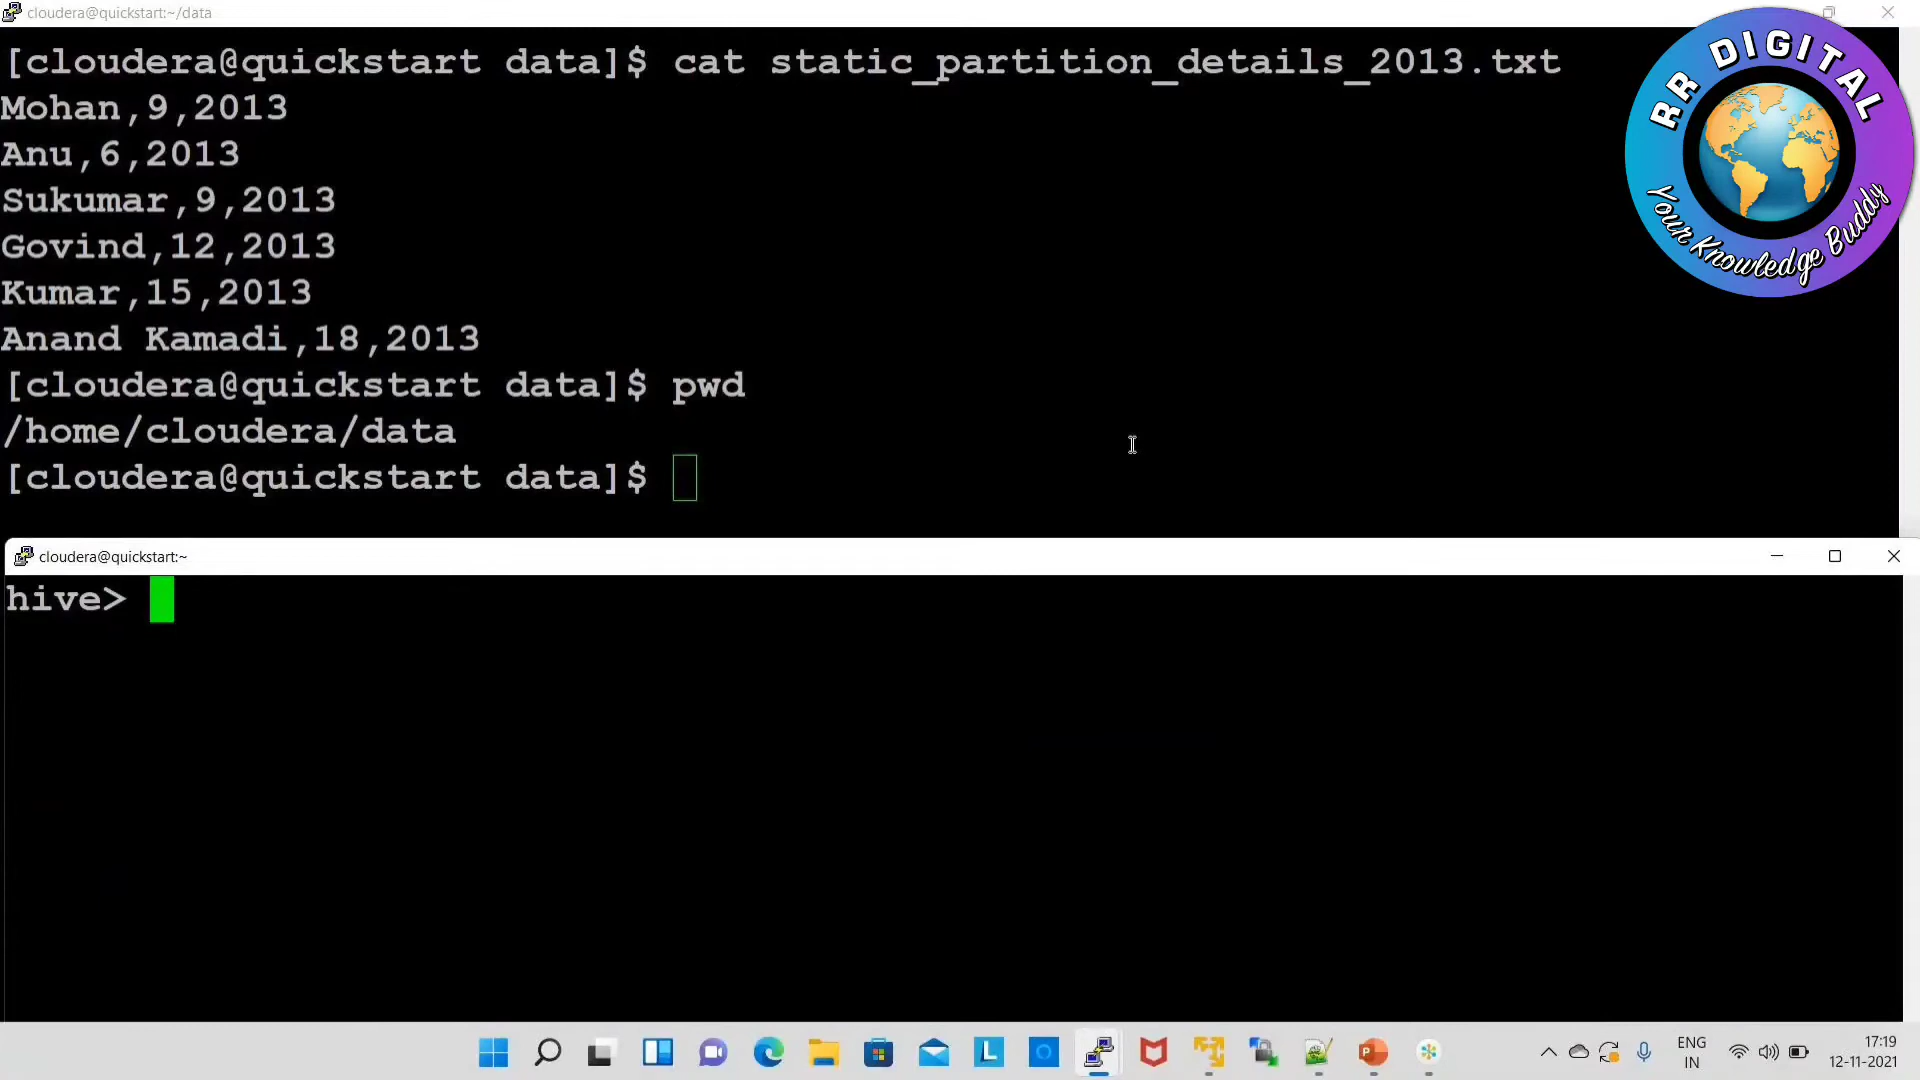 cloudera@quickstart:~/data
[cloudera@quickstart data]$ cat static_partition_details_2013.txt
Mohan,9,2013
Anu,6,2013
Sukumar,9,2013
Govind,12,2013
Kumar,15,2013
Anand Kamadi,18,2013
[cloudera@quickstart data]$ pwd
/home/cloudera/data
[cloudera@quickstart data]$
RR DIGITAL
Your Knowledge Buddy
cloudera@quickstart:~
hive>
ENG
IN
17:19
12-11-2021